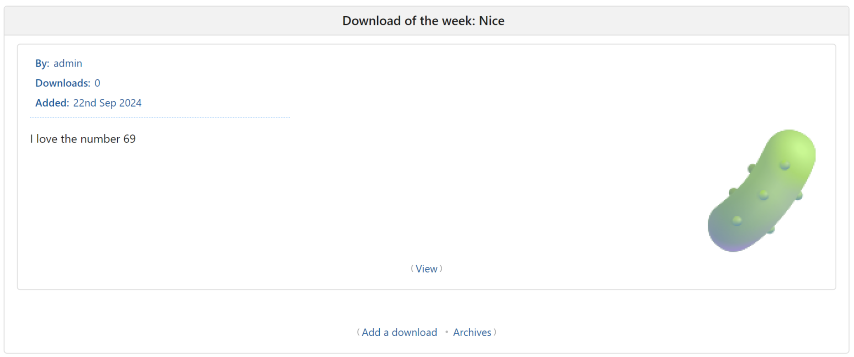 Download of the week: Nice
By: admin
Downloads: 0
Added: 22nd Sep 2024
I love the number 69
( View )
( Add a download • Archives )